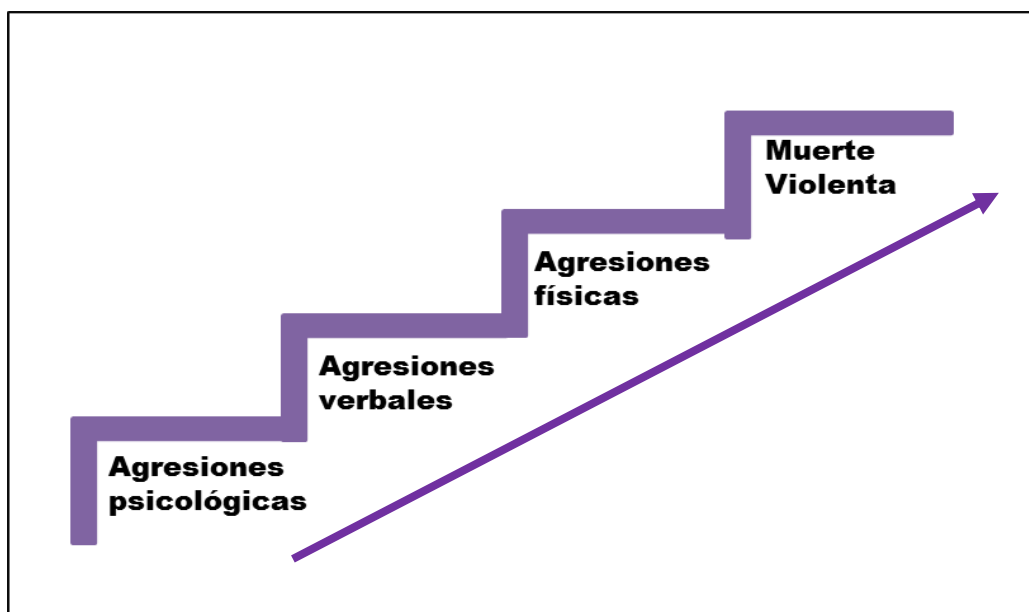 Muerte
Violenta
Agresiones
físicas
Agresiones
verbales
Agresiones
psicológicas